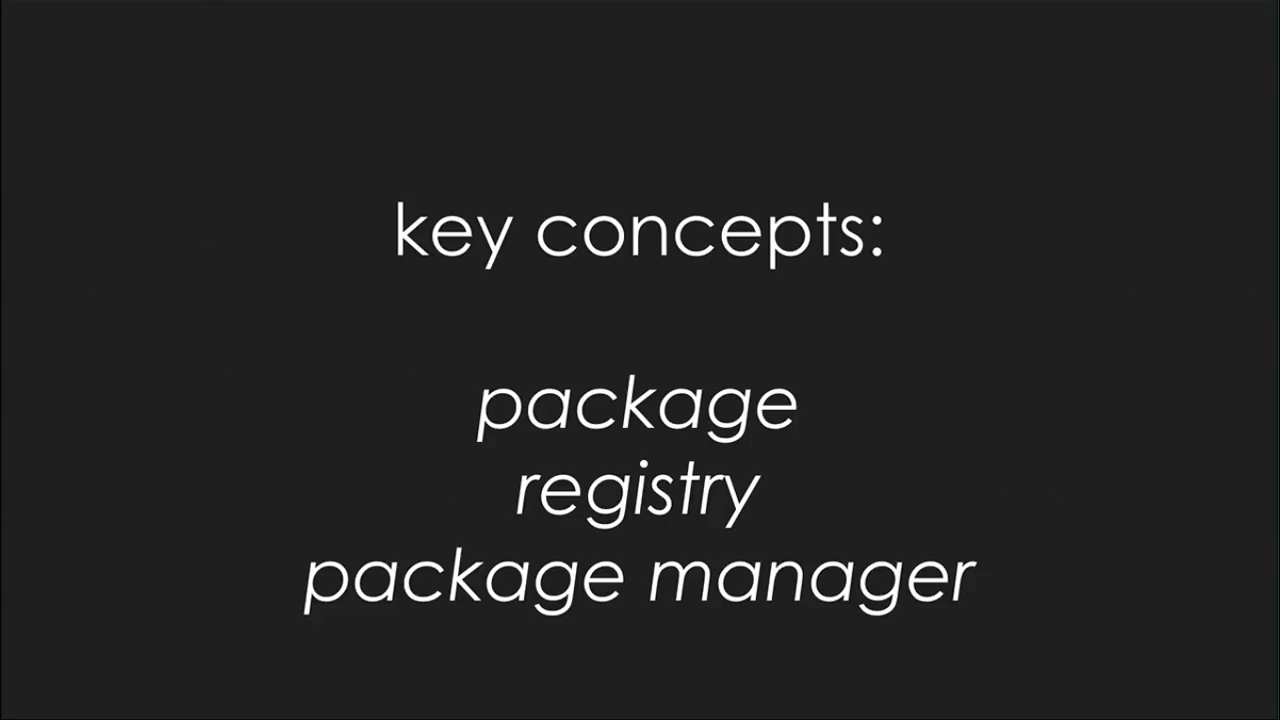 key concepts:
package
registry
package manager